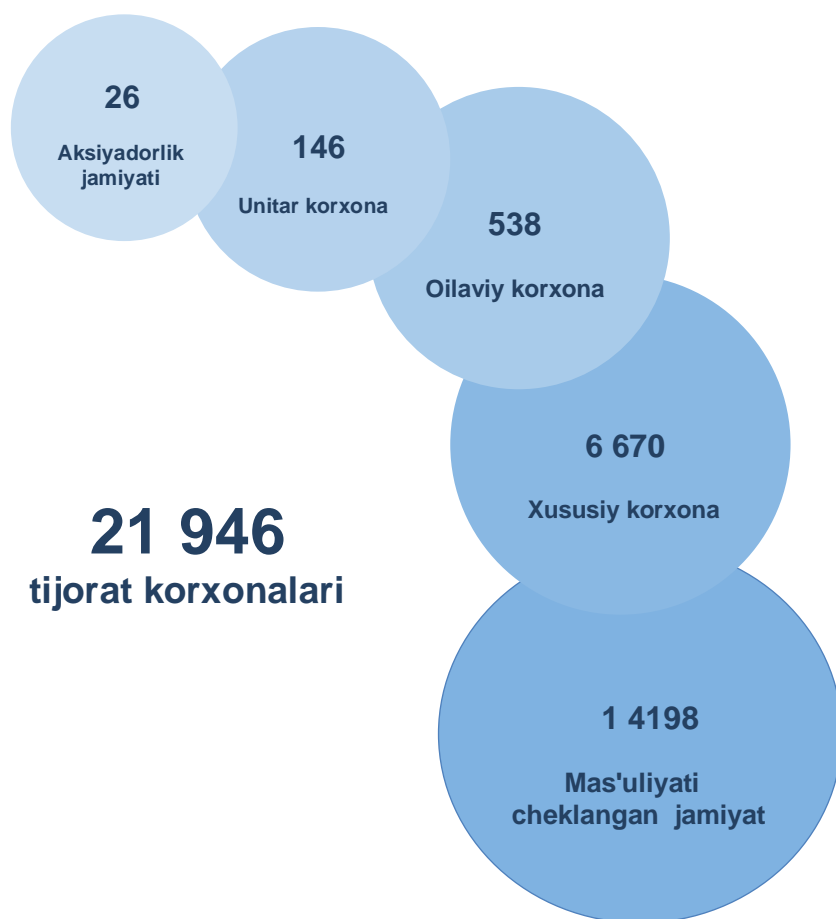 26
Aksiyadorlik
jamiyati
146
Unitar korxona
538
Oilaviy korxona
6 670
Xususiy korxona
21 946
tijorat korxonalari
1 4198
Mas'uliyati
cheklangan  jamiyat